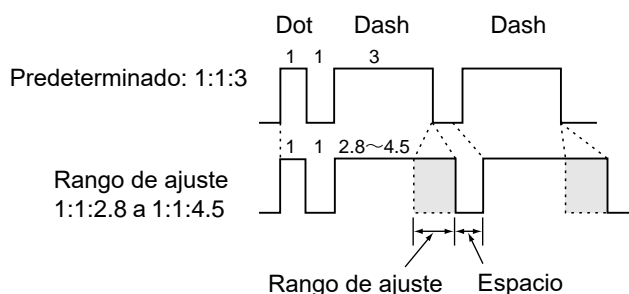 Dot Dash Dash
1 1 3
Predeterminado: 1:1:3
1 1 2.8～4.5
Rango de ajuste
1:1:2.8 a 1:1:4.5
Rango de ajuste Espacio